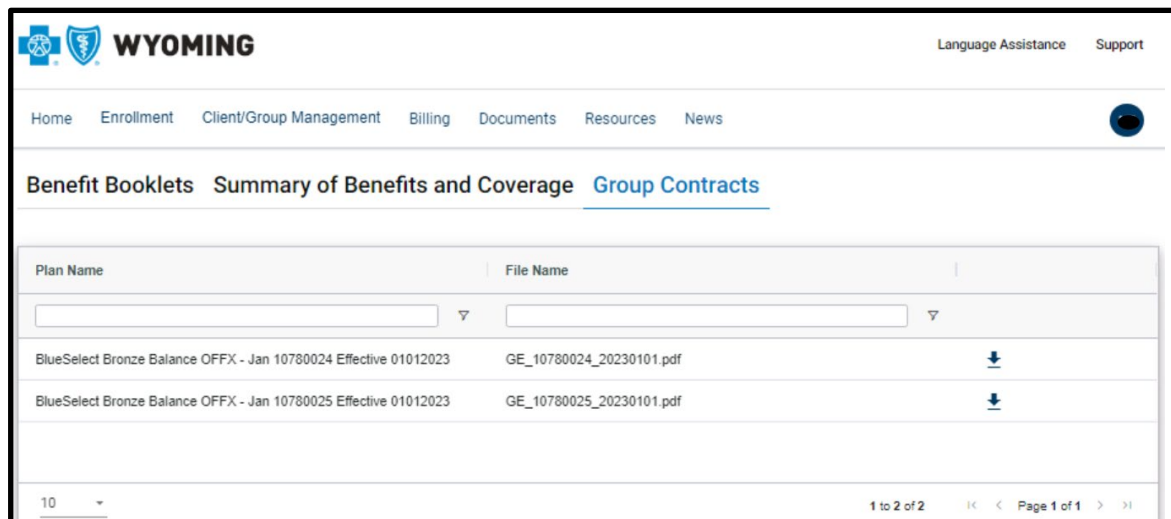 WYOMING
Language Assistance Support
Home Enrollment Client/Group Management Billing Documents Resources News
Benefit Booklets Summary of Benefits and Coverage Group Contracts
Plan Name File Name
BlueSelect Bronze Balance OFFX - Jan 10780024 Effective 01012023 GE_10780024_20230101.pdf
BlueSelect Bronze Balance OFFX - Jan 10780025 Effective 01012023 GE_10780025_20230101.pdf
10 1 to 2 of 2 Page 1 of 1